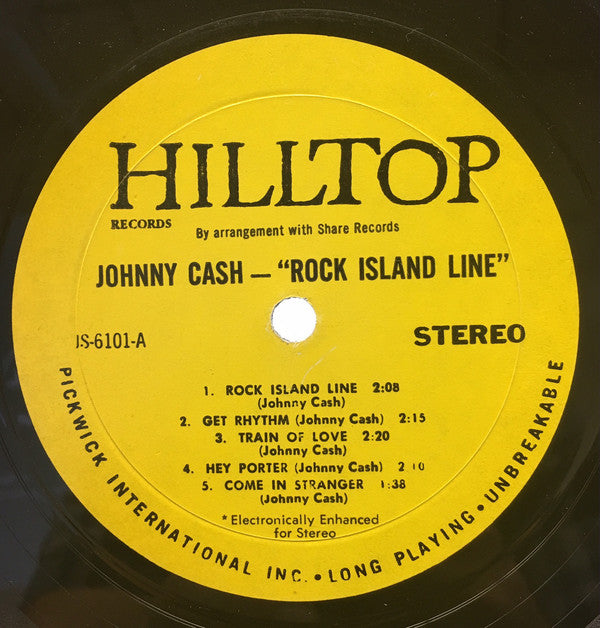 HILLTOP
RECORDS
By arrangement with Share Records
JOHNNY CASH — "ROCK ISLAND LINE"
JS-6101-A
STEREO
1. ROCK ISLAND LINE 2:08
(Johnny Cash)
2. GET RHYTHM (Johnny Cash) 2:15
3. TRAIN OF LOVE 2:20
(Johnny Cash)
4. HEY PORTER (Johnny Cash) 2 10
5. COME IN STRANGER 1:38
(Johnny Cash)
*Electronically Enhanced
for Stereo
PICKWICK INTERNATIONAL INC. • LONG PLAYING • UNBREAKABLE